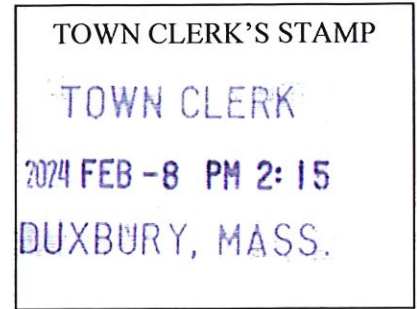 TOWN CLERK'S STAMP
TOWN CLERK
2024 FEB -8 PM 2: 15
DUXBURY, MASS.